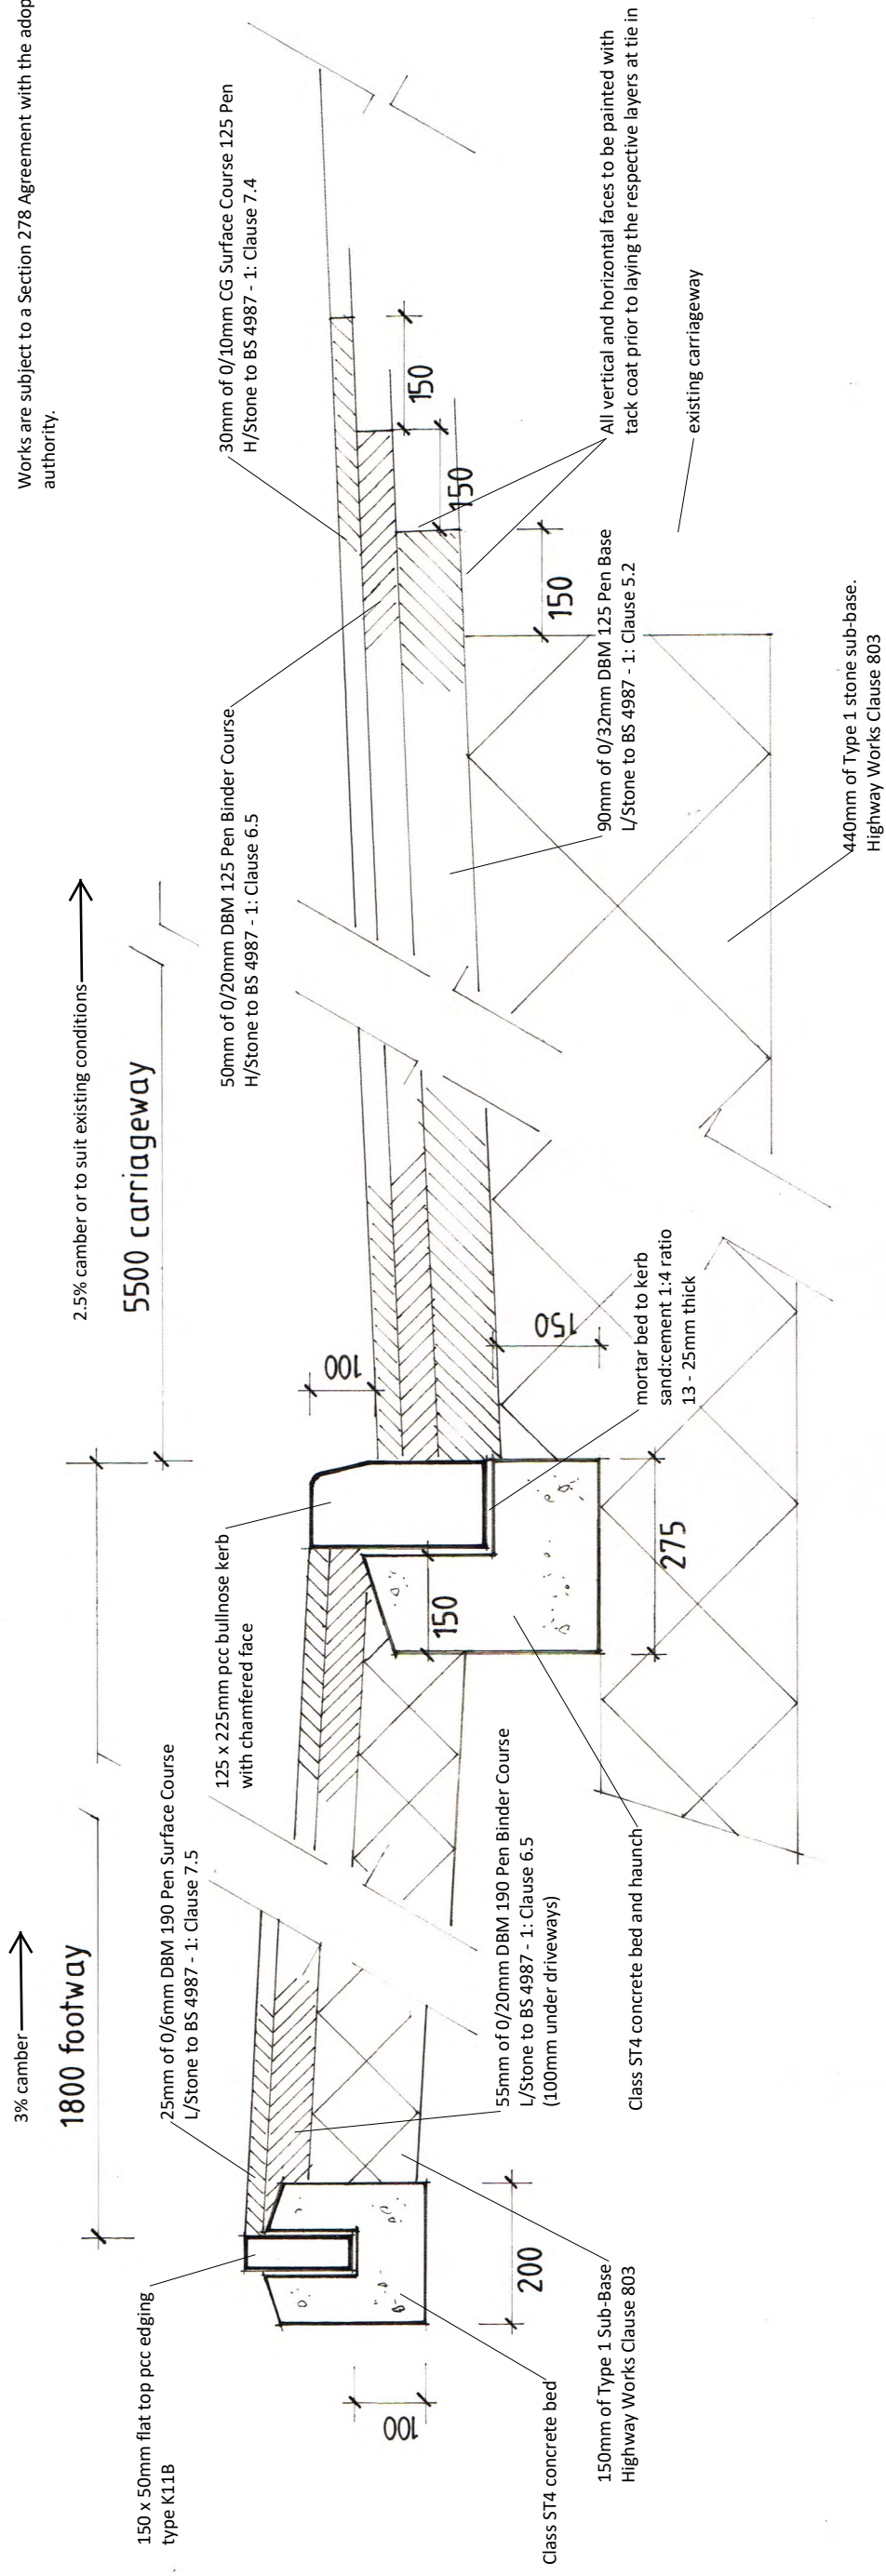 Works are subject to a Section 278 Agreement with the adop
authority.
3% camber
1800 footway
2.5% camber or to suit existing conditions
5500 carriageway
150 x 50mm flat top pcc edging
type K11B
25mm of 0/6mm DBM 190 Pen Surface Course
L/Stone to BS 4987 - 1: Clause 7.5
125 x 225mm pcc bullnose kerb
with chamfered face
50mm of 0/20mm DBM 125 Pen Binder Course
H/Stone to BS 4987 - 1: Clause 6.5
30mm of 0/10mm CG Surface Course 125 Pen
H/Stone to BS 4987 - 1: Clause 7.4
100
150
150
150
100
150
150
200
275
Class ST4 concrete bed
150mm of Type 1 Sub-Base
Highway Works Clause 803
55mm of 0/20mm DBM 190 Pen Binder Course
L/Stone to BS 4987 - 1: Clause 6.5
(100mm under driveways)
Class ST4 concrete bed and haunch
mortar bed to kerb
sand:cement 1:4 ratio
13 - 25mm thick
90mm of 0/32mm DBM 125 Pen Base
L/Stone to BS 4987 - 1: Clause 5.2
440mm of Type 1 stone sub-base.
Highway Works Clause 803
All vertical and horizontal faces to be painted with
tack coat prior to laying the respective layers at tie in
existing carriageway